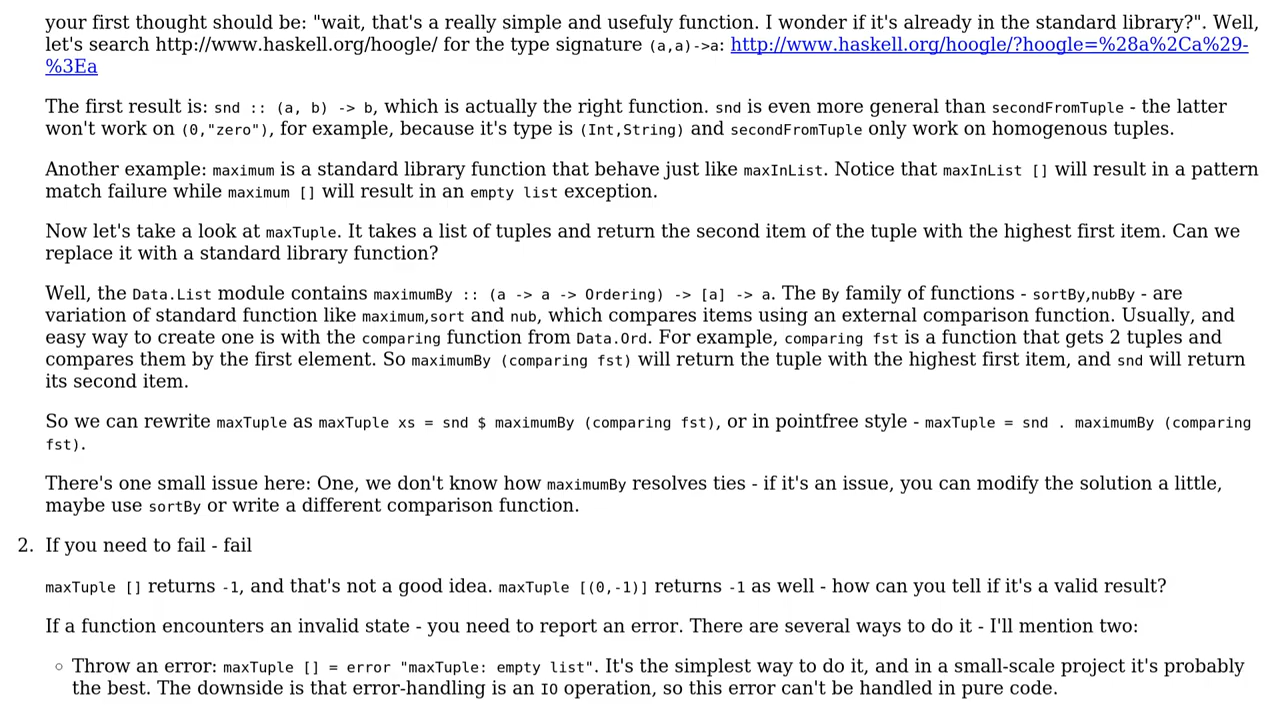 your first thought should be: "wait, that's a really simple and usefuly function. I wonder if it's already in the standard library?". Well,
let's search http://www.haskell.org/hoogle/ for the type signature (a,a)->a: http://www.haskell.org/hoogle/?hoogle=%28a%2Ca%29-
%3Ea
The first result is: snd :: (a, b) -> b, which is actually the right function. snd is even more general than secondFromTuple - the latter
won't work on (0,"zero"), for example, because it's type is (Int,String) and secondFromTuple only work on homogenous tuples.
Another example: maximum is a standard library function that behave just like maxInList. Notice that maxInList [] will result in a pattern
match failure while maximum [] will result in an empty list exception.
Now let's take a look at maxTuple. It takes a list of tuples and return the second item of the tuple with the highest first item. Can we
replace it with a standard library function?
Well, the Data.List module contains maximumBy :: (a -> a -> Ordering) -> [a] -> a. The By family of functions - sortBy,nubBy - are
variation of standard function like maximum,sort and nub, which compares items using an external comparison function. Usually, and
easy way to create one is with the comparing function from Data.Ord. For example, comparing fst is a function that gets 2 tuples and
compares them by the first element. So maximumBy (comparing fst) will return the tuple with the highest first item, and snd will return
its second item.
So we can rewrite maxTuple as maxTuple xs = snd $ maximumBy (comparing fst), or in pointfree style - maxTuple = snd . maximumBy (comparing
fst).
There's one small issue here: One, we don't know how maximumBy resolves ties - if it's an issue, you can modify the solution a little,
maybe use sortBy or write a different comparison function.
2. If you need to fail - fail
maxTuple [] returns -1, and that's not a good idea. maxTuple [(0,-1)] returns -1 as well - how can you tell if it's a valid result?
If a function encounters an invalid state - you need to report an error. There are several ways to do it - I'll mention two:
◦ Throw an error: maxTuple [] = error "maxTuple: empty list". It's the simplest way to do it, and in a small-scale project it's probably
the best. The downside is that error-handling is an IO operation, so this error can't be handled in pure code.